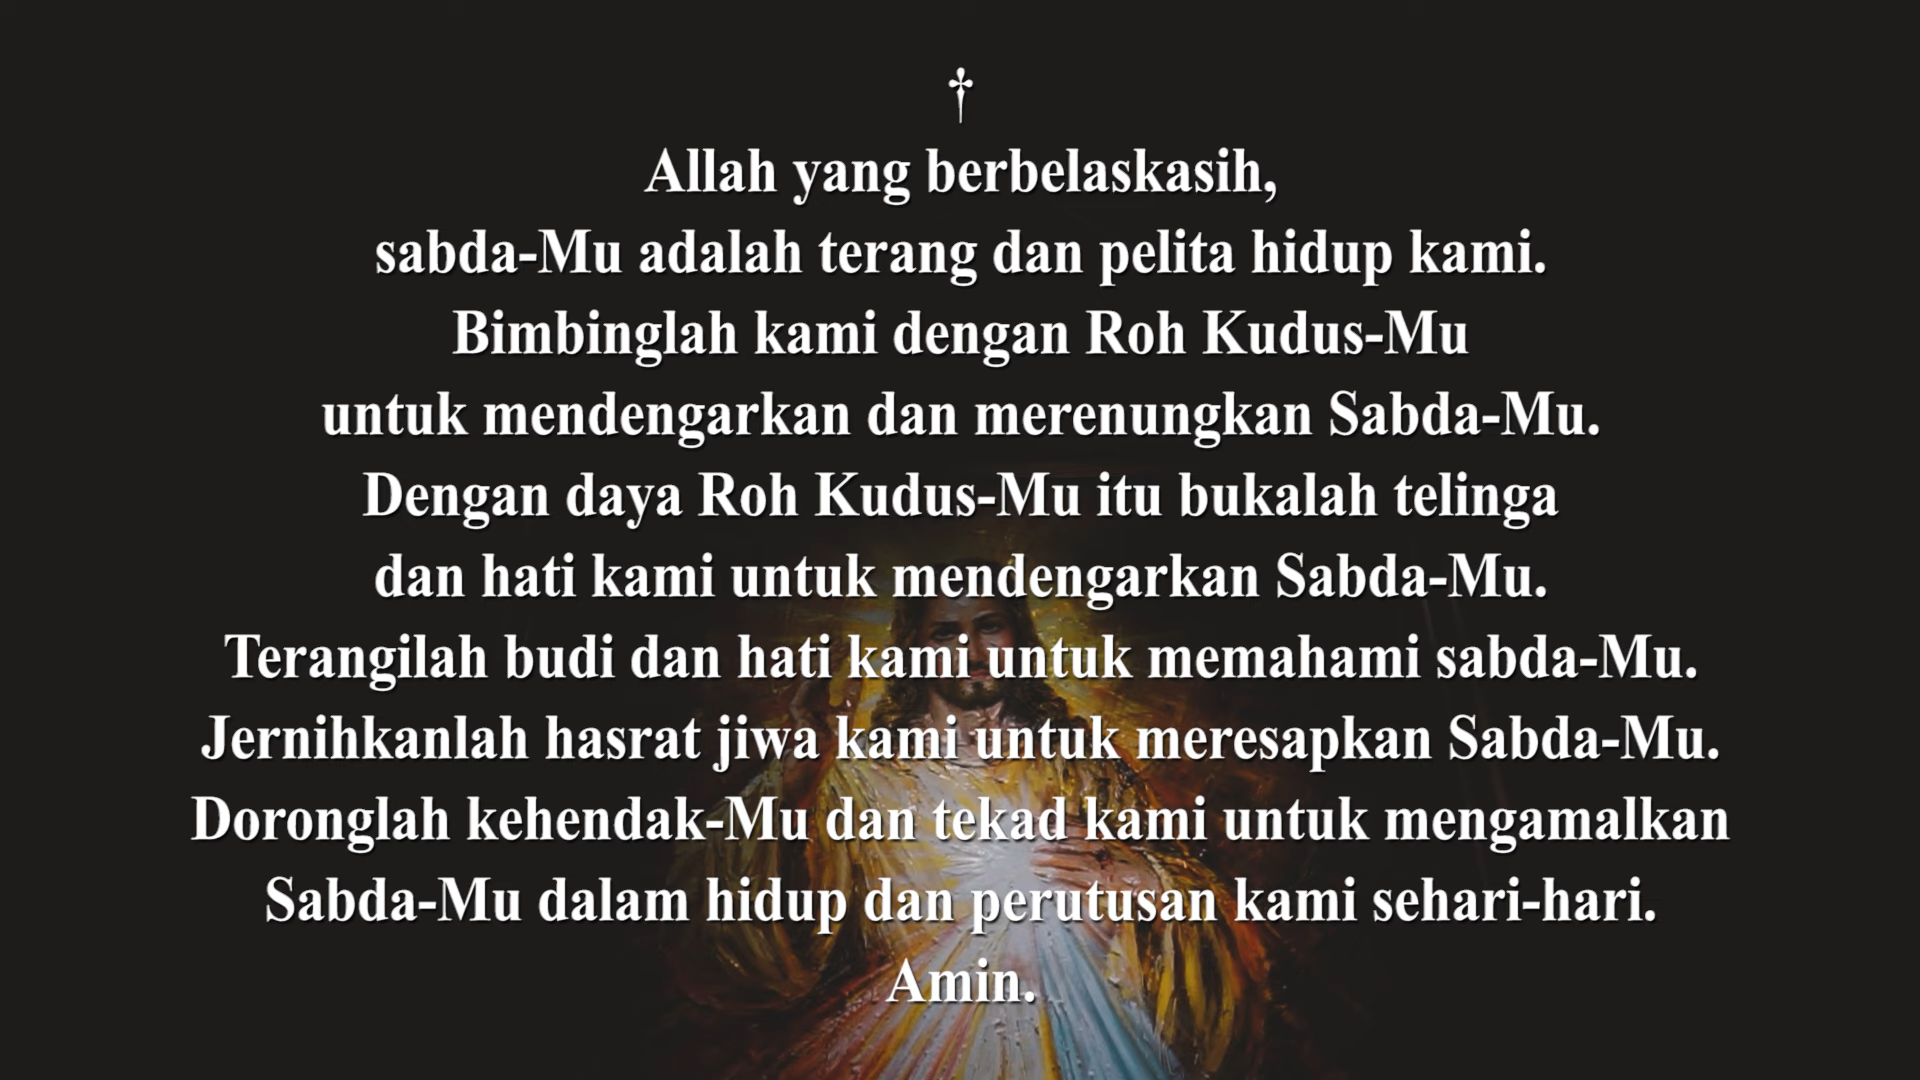 †
Allah yang berbelaskasih,
sabda-Mu adalah terang dan pelita hidup kami.
Bimbinglah kami dengan Roh Kudus-Mu
untuk mendengarkan dan merenungkan Sabda-Mu.
Dengan daya Roh Kudus-Mu itu bukalah telinga
dan hati kami untuk mendengarkan Sabda-Mu.
Terangilah budi dan hati kami untuk memahami sabda-Mu.
Jernihkanlah hasrat jiwa kami untuk meresapkan Sabda-Mu.
Doronglah kehendak-Mu dan tekad kami untuk mengamalkan
Sabda-Mu dalam hidup dan perutusan kami sehari-hari.
Amin.